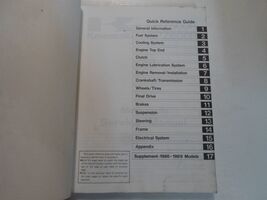 Quick Reference Guide
General Information 1
Fuel System 2
Cooling System 3
Engine Top End 4
Clutch 5
Engine Lubrication System 6
Engine Removal/Installation 7
Crankshaft/Transmission 8
Wheels/Tires 9
Final Drive 10
Brakes 11
Suspension 12
Steering 13
Frame 14
Electrical System 15
Appendix 16
Supplement-1986-1989 Models 17